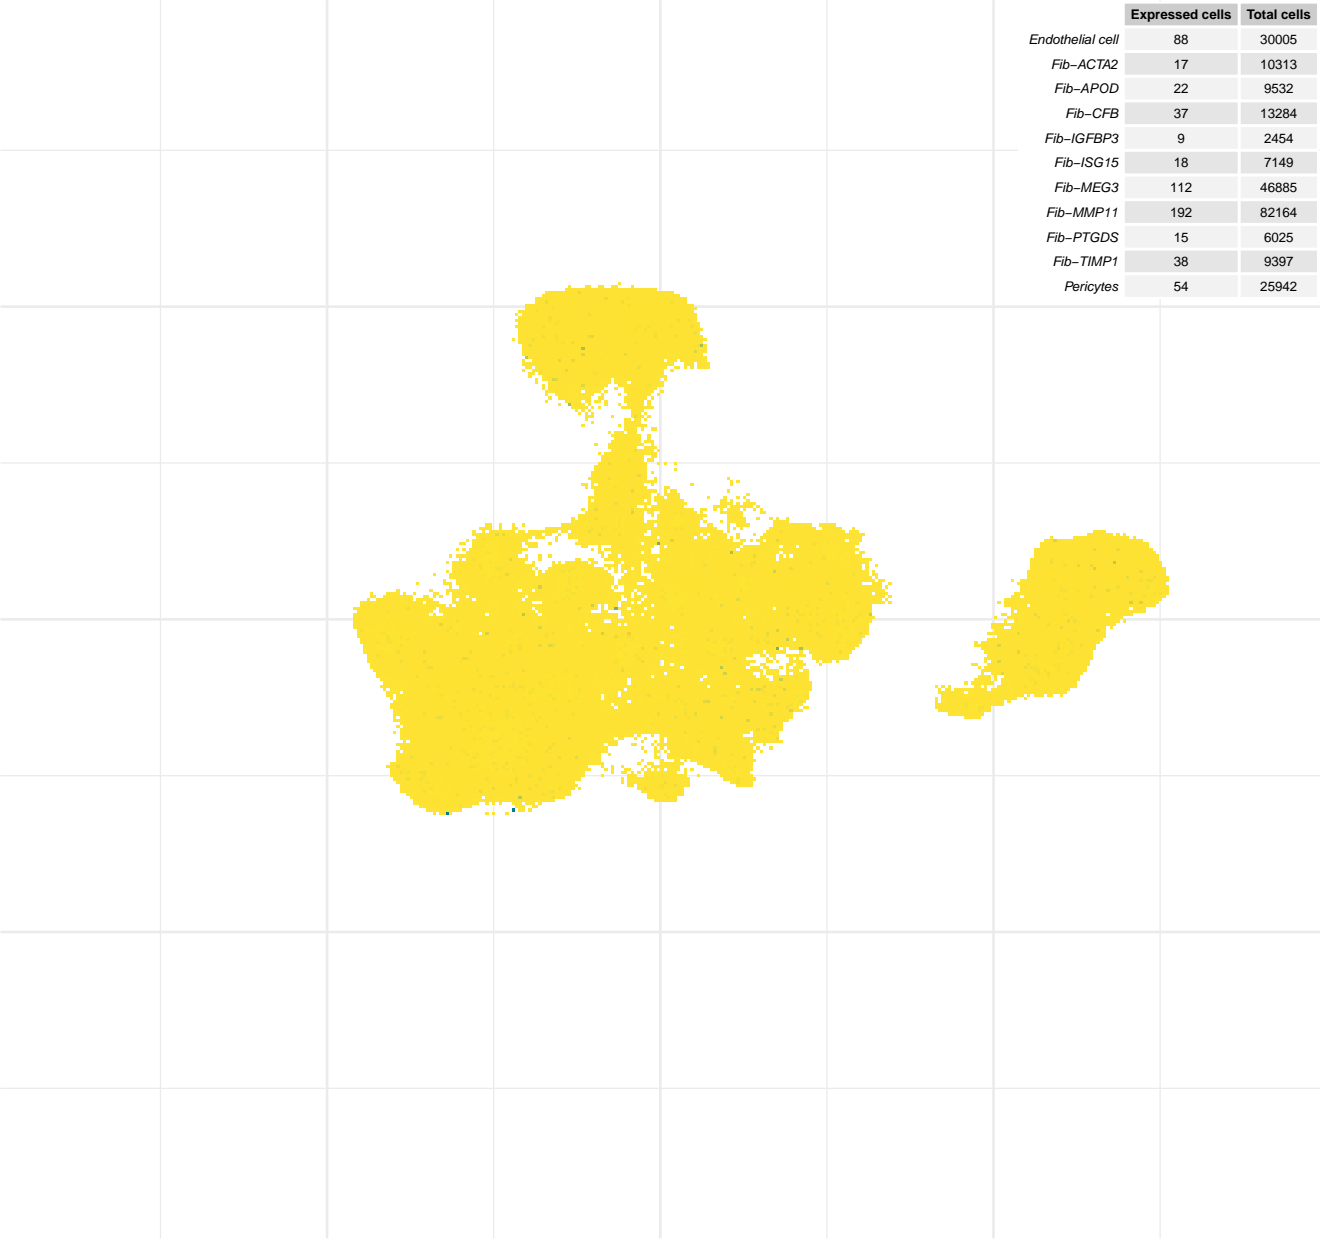 Expressed cells Total cells
Endothelial cell 88 30005
Fib−ACTA2 17 10313
Fib−APOD 22 9532
Fib−CFB 37 13284
Fib−IGFBP3 9 2454
Fib−ISG15 18 7149
Fib−MEG3 112 46885
Fib−MMP11 192 82164
Fib−PTGDS 15 6025
Fib−TIMP1 38 9397
Pericytes 54 25942